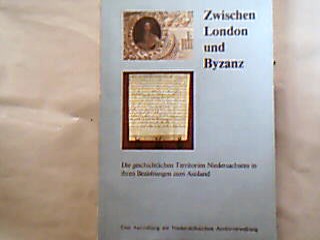 Zwischen
London
und
Byzanz
Die geschichtlichen Territorien Niedersachsens in
ihren Beziehungen zum Ausland
Eine Ausstellung der Niedersächsischen Archivverwaltung